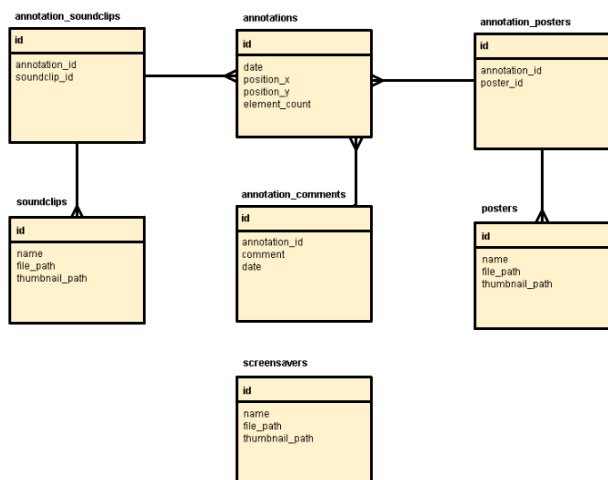 annotation_soundclips
id
annotation_id
soundclip_id
annotations
id
date
position_x
position_y
element_count
annotation_posters
id
annotation_id
poster_id
soundclips
id
name
file_path
thumbnail_path
annotation_comments
id
annotation_id
comment
date
posters
id
name
file_path
thumbnail_path
screensavers
id
name
file_path
thumbnail_path